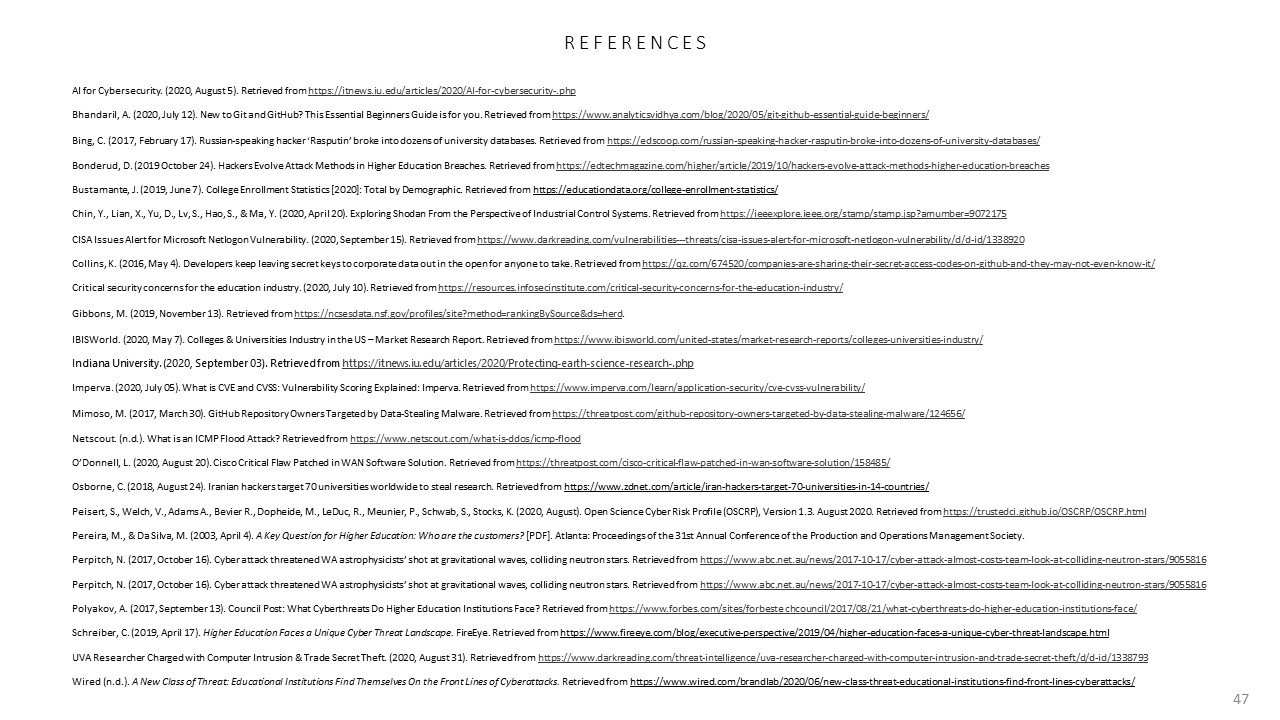 REFERENCES
AI for Cybersecurity. (2020, August 5). Retrieved from https://itnews.iu.edu/articles/2020/AI-for-cybersecurity-.php
Bhandaril, A. (2020, July 12). New to Git and GitHub? This Essential Beginners Guide is for you. Retrieved from https://www.analyticsvidhya.com/blog/2020/05/git-github-essential-guide-beginners/
Bing, C. (2017, February 17). Russian-speaking hacker ‘Rasputin’ broke into dozens of university databases. Retrieved from https://edscoop.com/russian-speaking-hacker-rasputin-broke-into-dozens-of-university-databases/
Bonderud, D. (2019 October 24). Hackers Evolve Attack Methods in Higher Education Breaches. Retrieved from https://edtechmagazine.com/higher/article/2019/10/hackers-evolve-attack-methods-higher-education-breaches
Bustamante, J. (2019, June 7). College Enrollment Statistics [2020]: Total by Demographic. Retrieved from https://educationdata.org/college-enrollment-statistics/
Chin, Y., Lian, X., Yu, D., Lv, S., Hao, S., & Ma, Y. (2020, April 20). Exploring Shodan From the Perspective of Industrial Control Systems. Retrieved from https://ieeexplore.ieee.org/stamp/stamp.jsp?arnumber=9072175
CISA Issues Alert for Microsoft Netlogon Vulnerability. (2020, September 15). Retrieved from https://www.darkreading.com/vulnerabilities---threats/cisa-issues-alert-for-microsoft-netlogon-vulnerability/d/d-id/1338920
Collins, K. (2016, May 4). Developers keep leaving secret keys to corporate data out in the open for anyone to take. Retrieved from https://qz.com/674520/companies-are-sharing-their-secret-access-codes-on-github-and-they-may-not-even-know-it/
Critical security concerns for the education industry. (2020, July 10). Retrieved from https://resources.infosecinstitute.com/critical-security-concerns-for-the-education-industry/
Gibbons, M. (2019, November 13). Retrieved from https://ncsesdata.nsf.gov/profiles/site?method=rankingBySource&ds=herd.
IBISWorld. (2020, May 7). Colleges & Universities Industry in the US – Market Research Report. Retrieved from https://www.ibisworld.com/united-states/market-research-reports/colleges-universities-industry/
Indiana University. (2020, September 03). Retrieved from https://itnews.iu.edu/articles/2020/Protecting-earth-science-research-.php
Imperva. (2020, July 05). What is CVE and CVSS: Vulnerability Scoring Explained: Imperva. Retrieved from https://www.imperva.com/learn/application-security/cve-cvss-vulnerability/
Mimoso, M. (2017, March 30). GitHub Repository Owners Targeted by Data-Stealing Malware. Retrieved from https://threatpost.com/github-repository-owners-targeted-by-data-stealing-malware/124656/
Netscout. (n.d.). What is an ICMP Flood Attack? Retrieved from https://www.netscout.com/what-is-ddos/icmp-flood
O’Donnell, L. (2020, August 20). Cisco Critical Flaw Patched in WAN Software Solution. Retrieved from https://threatpost.com/cisco-critical-flaw-patched-in-wan-software-solution/158485/
Osborne, C. (2018, August 24). Iranian hackers target 70 universities worldwide to steal research. Retrieved from https://www.zdnet.com/article/iran-hackers-target-70-universities-in-14-countries/
Peisert, S., Welch, V., Adams A., Bevier R., Dopheide, M., LeDuc, R., Meunier, P., Schwab, S., Stocks, K. (2020, August). Open Science Cyber Risk Profile (OSCRP), Version 1.3. August 2020. Retrieved from https://trustedci.github.io/OSCRP/OSCRP.html
Pereira, M., & Da Silva, M. (2003, April 4). A Key Question for Higher Education: Who are the customers? [PDF]. Atlanta: Proceedings of the 31st Annual Conference of the Production and Operations Management Society.
Perpitch, N. (2017, October 16). Cyber attack threatened WA astrophysicists’ shot at gravitational waves, colliding neutron stars. Retrieved from https://www.abc.net.au/news/2017-10-17/cyber-attack-almost-costs-team-look-at-colliding-neutron-stars/9055816
Perpitch, N. (2017, October 16). Cyber attack threatened WA astrophysicists’ shot at gravitational waves, colliding neutron stars. Retrieved from https://www.abc.net.au/news/2017-10-17/cyber-attack-almost-costs-team-look-at-colliding-neutron-stars/9055816
Polyakov, A. (2017, September 13). Council Post: What Cyberthreats Do Higher Education Institutions Face? Retrieved from https://www.forbes.com/sites/forbestechcouncil/2017/08/21/what-cyberthreats-do-higher-education-institutions-face/
Schreiber, C. (2019, April 17). Higher Education Faces a Unique Cyber Threat Landscape. FireEye. Retrieved from https://www.fireeye.com/blog/executive-perspective/2019/04/higher-education-faces-a-unique-cyber-threat-landscape.html
UVA Researcher Charged with Computer Intrusion & Trade Secret Theft. (2020, August 31). Retrieved from https://www.darkreading.com/threat-intelligence/uva-researcher-charged-with-computer-intrusion-and-trade-secret-theft/d/d-id/1338793
Wired (n.d.). A New Class of Threat: Educational Institutions Find Themselves On the Front Lines of Cyberattacks. Retrieved from https://www.wired.com/brandlab/2020/06/new-class-threat-educational-institutions-find-front-lines-cyberattacks/
47